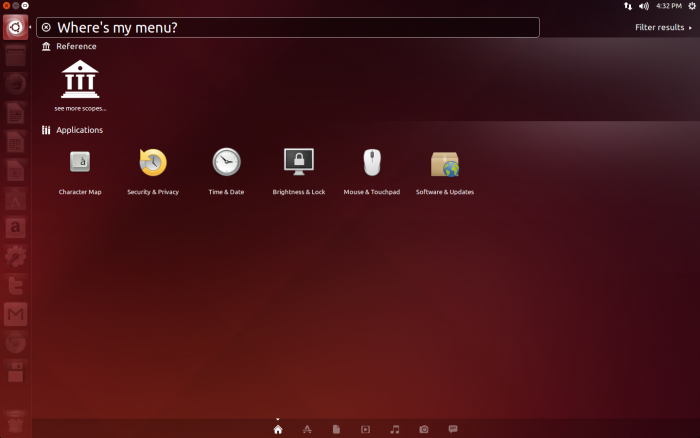 4:32 PM
Where's my menu?
Filter results
Reference
see more scopes...
Applications
Character Map
Security & Privacy
Time & Date
Brightness & Lock
Mouse & Touchpad
Software & Updates